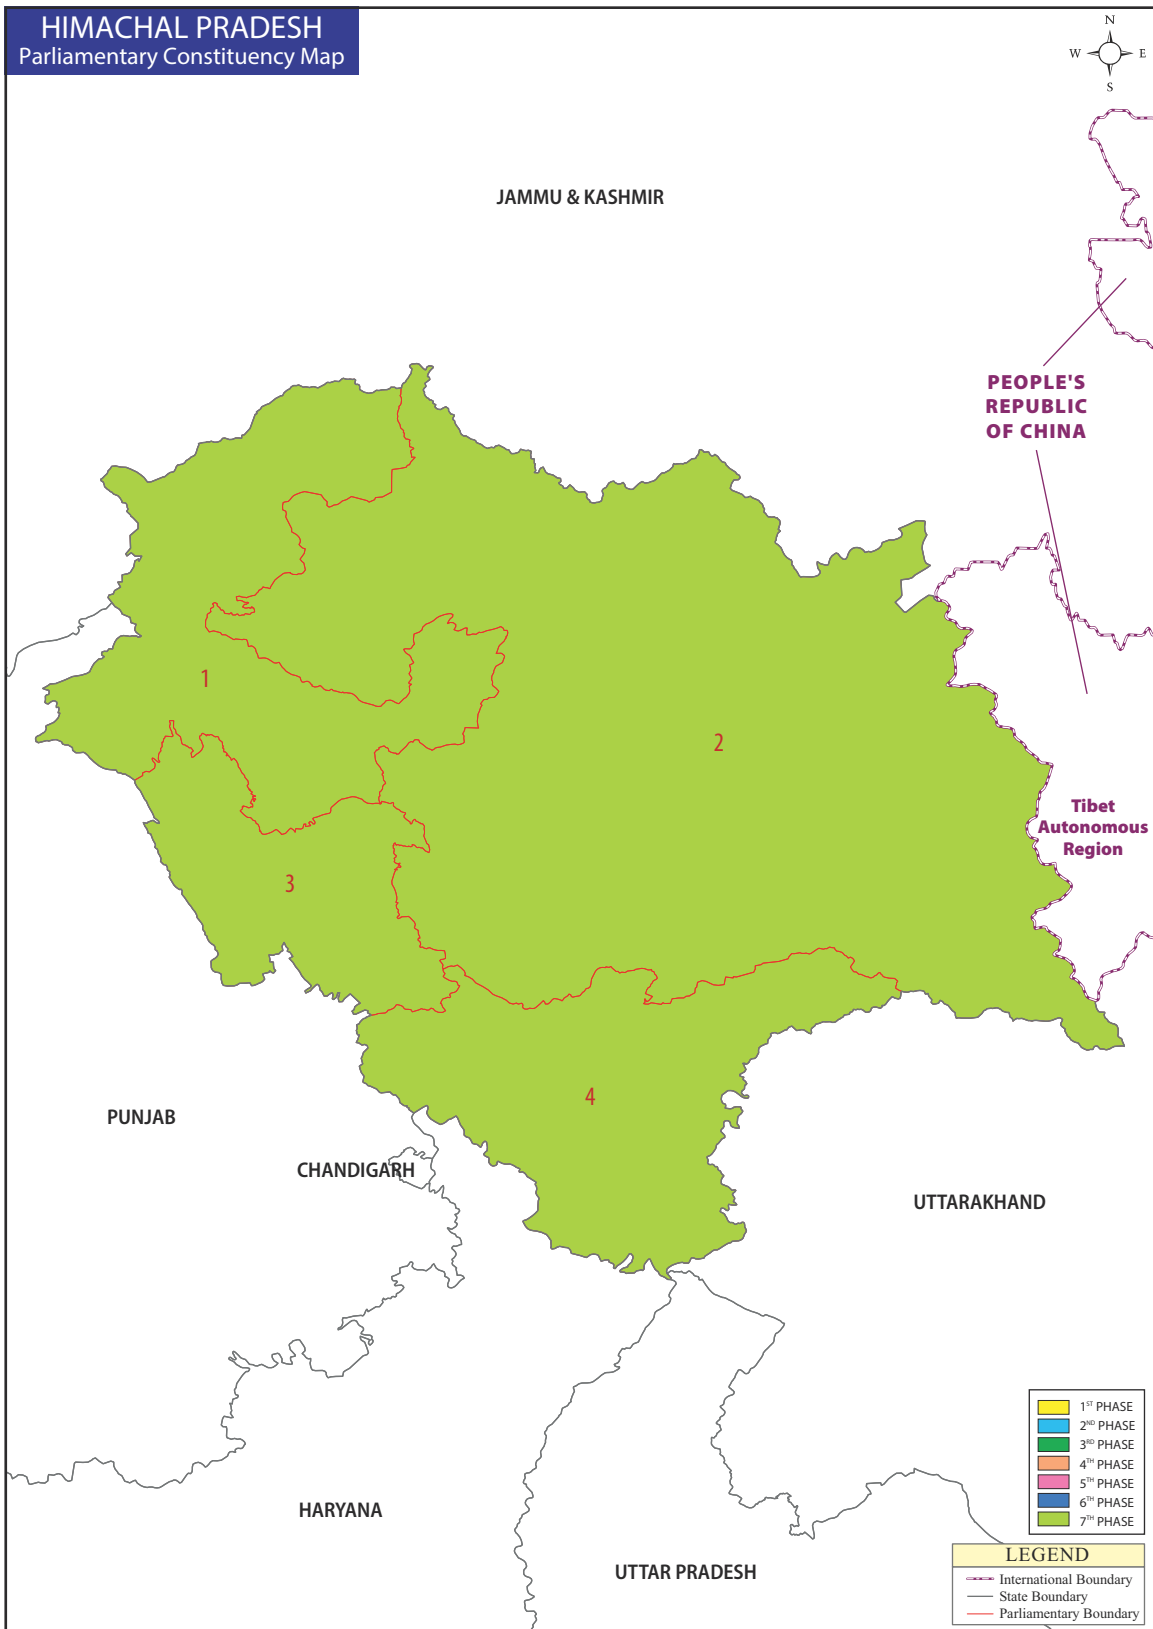 HIMACHAL PRADESH
Parliamentary Constituency Map
N
W
E
S
JAMMU & KASHMIR
PEOPLE'S
REPUBLIC
OF CHINA
1
2
Tibet
Autonomous
Region
3
4
PUNJAB
CHANDIGARH
UTTARAKHAND
HARYANA
UTTAR PRADESH
1ST PHASE
2ND PHASE
3RD PHASE
4TH PHASE
5TH PHASE
6TH PHASE
7TH PHASE
LEGEND
International Boundary
State Boundary
Parliamentary Boundary